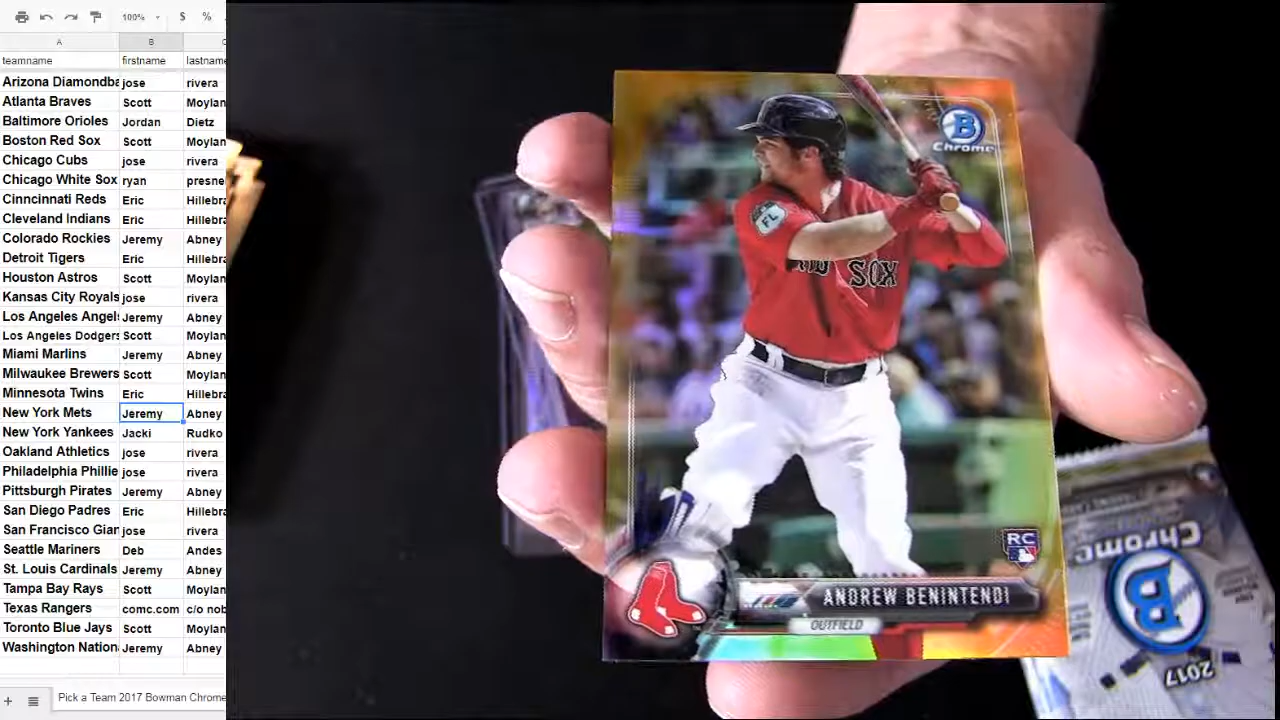 100% $ %
A B C
teamname firstname lastname
Arizona Diamondba jose rivera
Atlanta Braves Scott Moylan
Baltimore Orioles Jordan Dietz
Boston Red Sox Scott Moylan
Chicago Cubs jose rivera
Chicago White Sox ryan presne
Cinncinnati Reds Eric Hillebra
Cleveland Indians Eric Hillebra
Colorado Rockies Jeremy Abney
Detroit Tigers Eric Hillebra
Houston Astros Scott Moylan
Kansas City Royals jose rivera
Los Angeles Angels Jeremy Abney
Los Angeles Dodgers Scott Moylan
Miami Marlins Jeremy Abney
Milwaukee Brewers Scott Moylan
Minnesota Twins Eric Hillebra
New York Mets Jeremy Abney
New York Yankees Jacki Rudko
Oakland Athletics jose rivera
Philadelphia Phillie jose rivera
Pittsburgh Pirates Jeremy Abney
San Diego Padres Eric Hillebra
San Francisco Gian jose rivera
Seattle Mariners Deb Andes
St. Louis Cardinals Jeremy Abney
Tampa Bay Rays Scott Moylan
Texas Rangers comc.com c/o nob
Toronto Blue Jays Scott Moylan
Washington Nation Jeremy Abney
Pick a Team 2017 Bowman Chrome
B
Chrome
FL
RED SOX
RC
ANDREW BENINTENDI
OUTFIELD
Chrome
B
2017